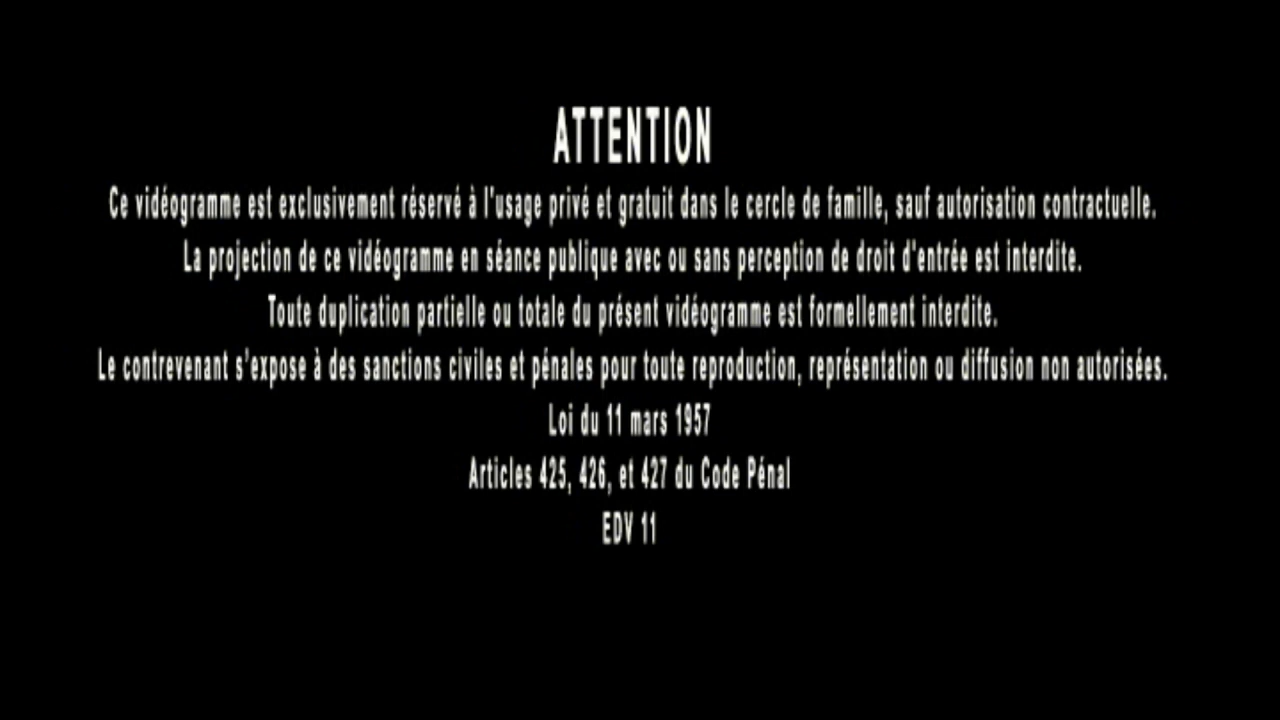 ATTENTION
Ce vidéogramme est exclusivement réservé à l'usage privé et gratuit dans le cercle de famille, sauf autorisation contractuelle.
La projection de ce vidéogramme en séance publique avec ou sans perception de droit d'entrée est interdite.
Toute duplication partielle ou totale du présent vidéogramme est formellement interdite.
Le contrevenant s'expose à des sanctions civiles et pénales pour toute reproduction, représentation ou diffusion non autorisées.
Loi du 11 mars 1957
Articles 425, 426, et 427 du Code Pénal
EDV 11